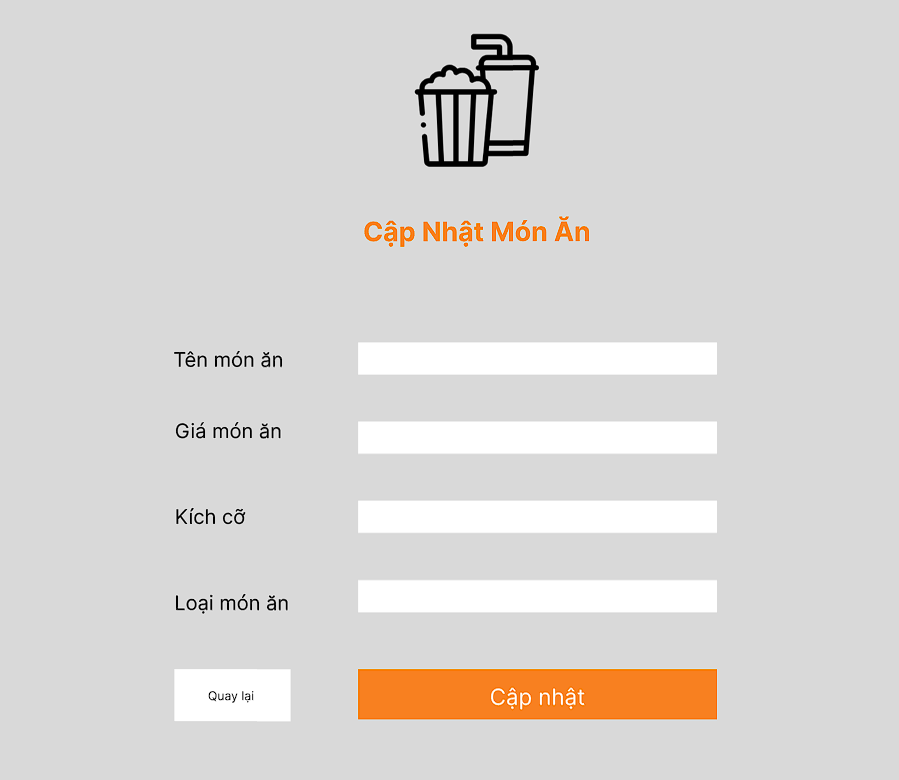 Cập Nhật Món Ăn
Tên món ăn
Giá món ăn
Kích cỡ
Loại món ăn
Quay lại
Cập nhật